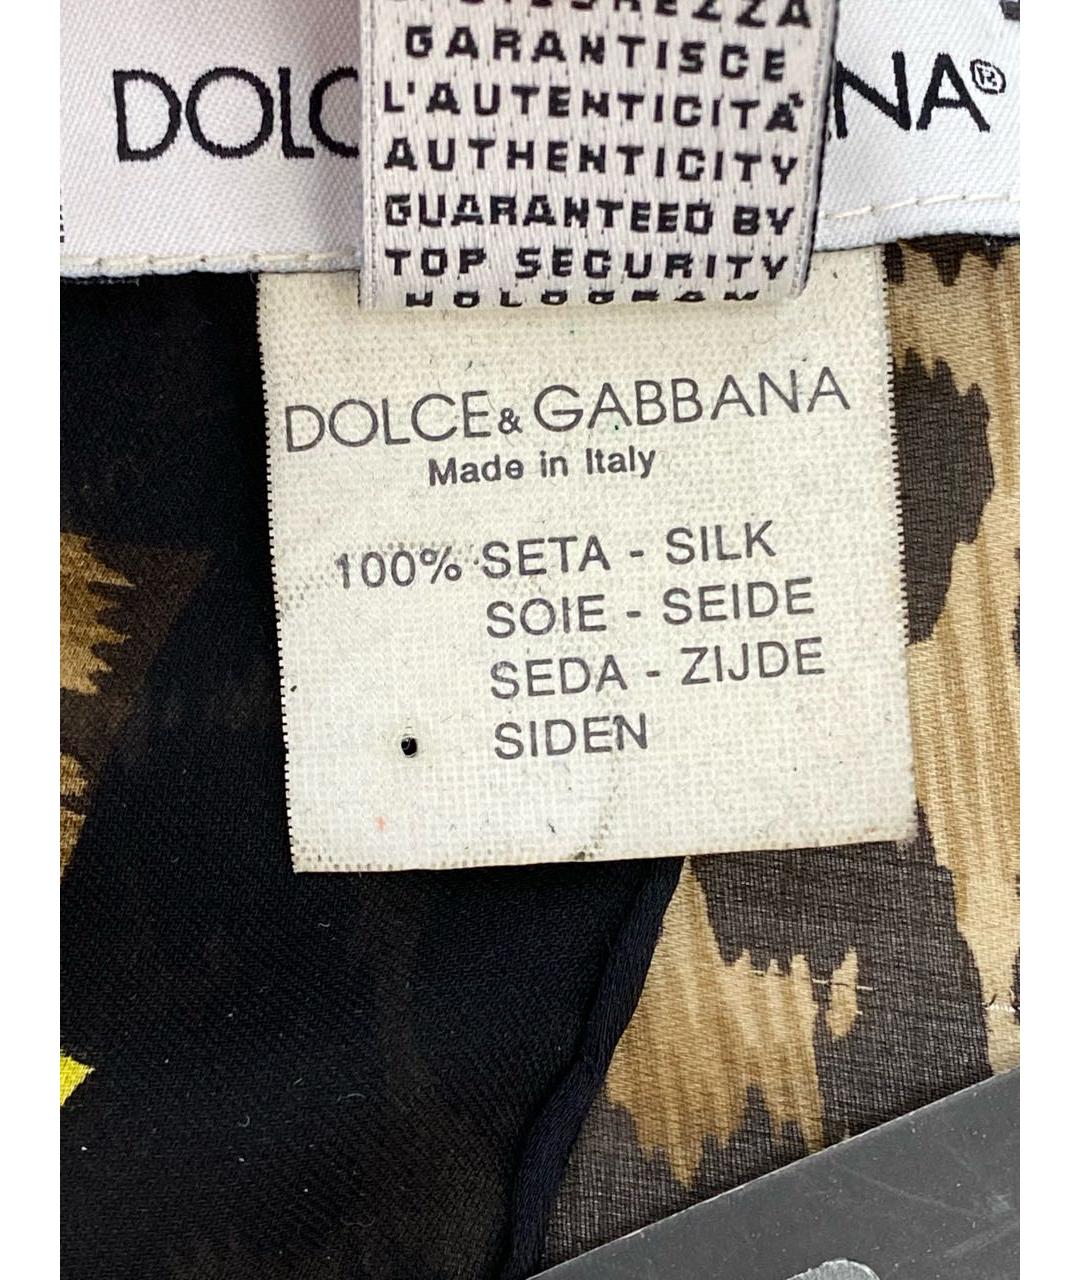 GARANTISCE
L'AUTENTICITÀ
AUTHENTICITY
GUARANTEED BY
TOP SECURITY
HOLOGRAM
DOLC NA®
DOLCE & GABBANA
Made in Italy
100% SETA - SILK
SOIE - SEIDE
SEDA - ZIJDE
SIDEN